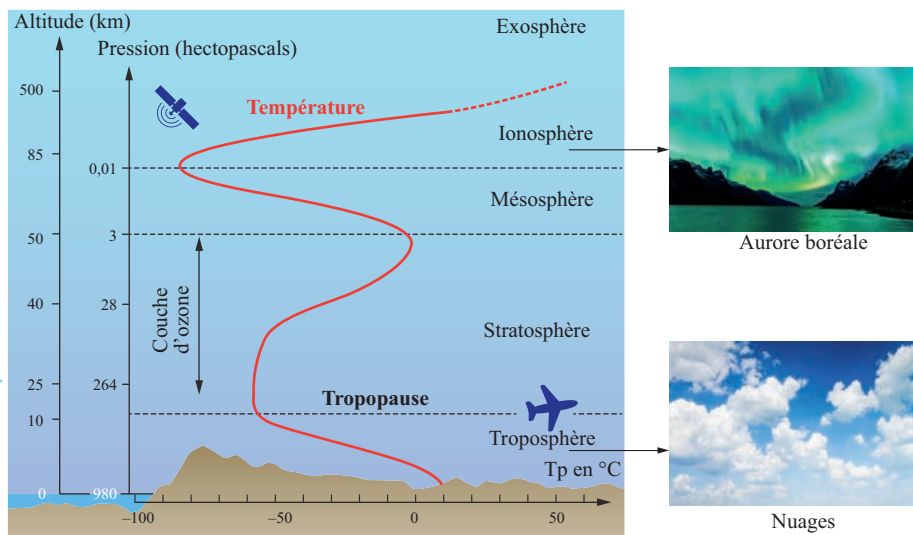 Altitude (km)
Pression (hectopascals)
Exosphère
500
Température
Ionosphère
85
0,01
Mésosphère
Aurore boréale
50
3
Couche
d'ozone
40
28
Stratosphère
25
264
Tropopause
10
Troposphère
Tp en °C
0
980
–100
–50
0
50
Nuages